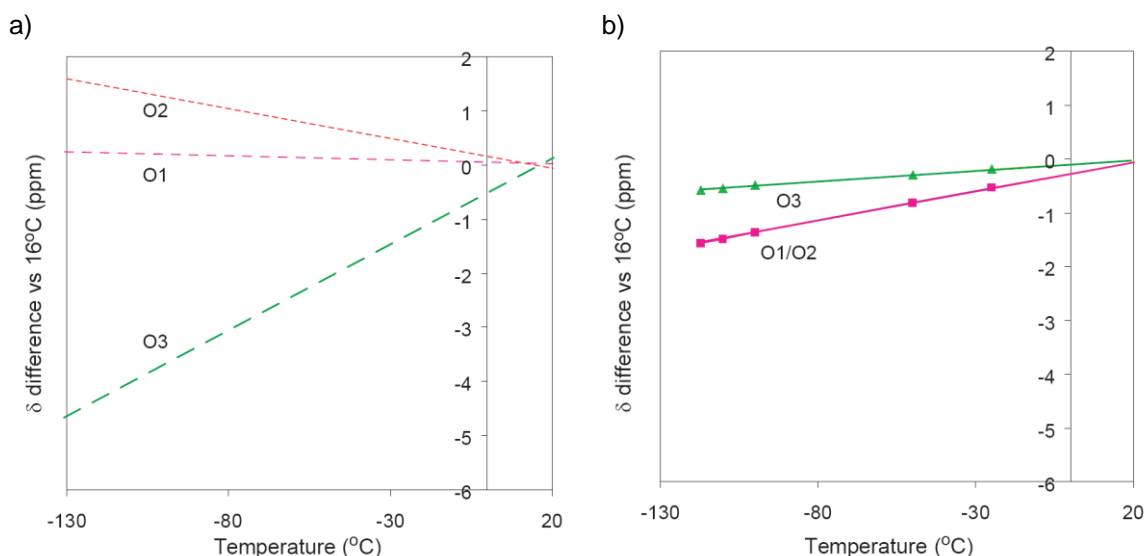 a)
δ difference vs 16°C (ppm)
2
1
0
-1
-2
-3
-4
-5
-6
O2
O1
O3
-130
-80
-30
20
Temperature (°C)
b)
δ difference vs 16°C (ppm)
2
1
0
-1
-2
-3
-4
-5
-6
O3
O1/O2
-130
-80
-30
20
Temperature (°C)